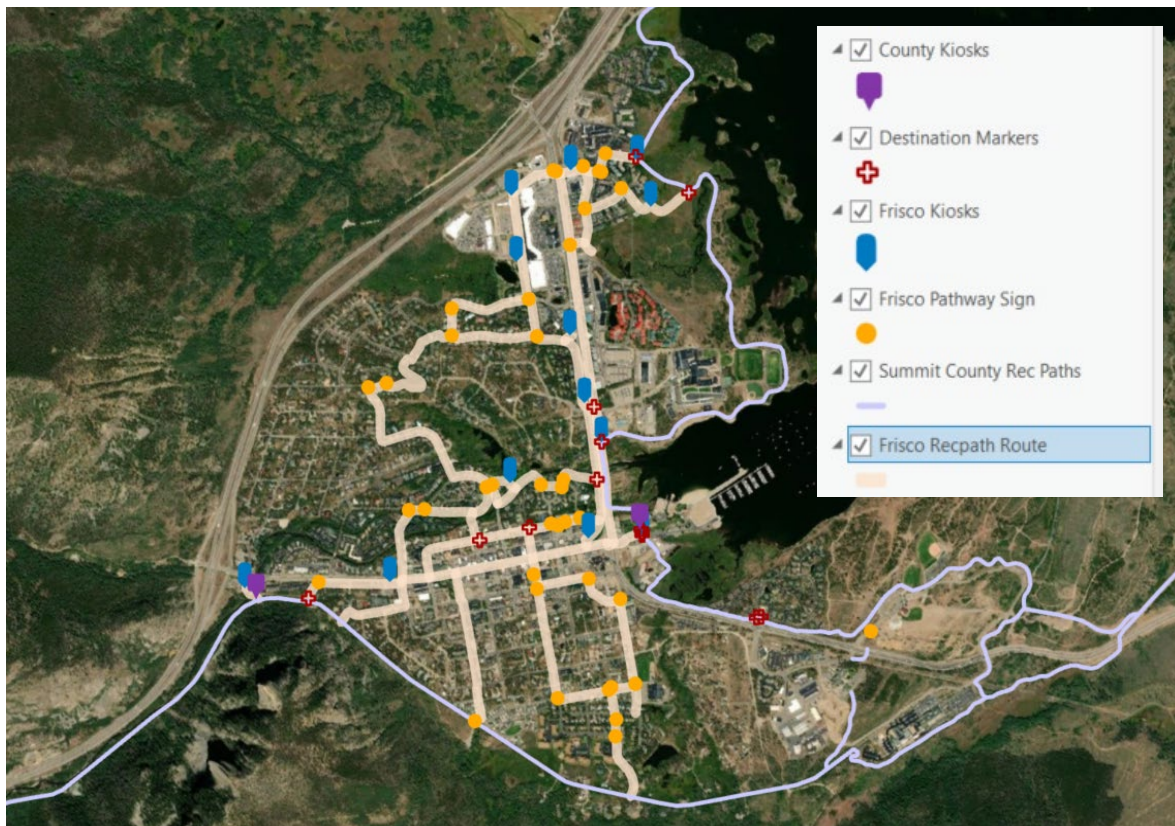 County Kiosks
Destination Markers
Frisco Kiosks
Frisco Pathway Sign
Summit County Rec Paths
Frisco Recpath Route